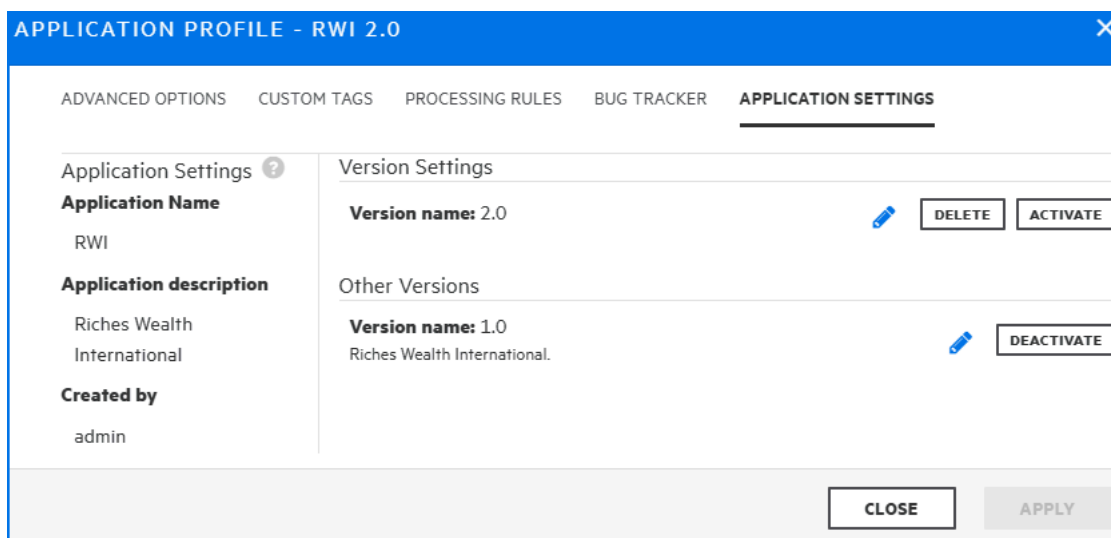 APPLICATION PROFILE - RWI 2.0
ADVANCED OPTIONS CUSTOM TAGS PROCESSING RULES BUG TRACKER APPLICATION SETTINGS
Application Settings ?
Application Name
RWI
Application description
Riches Wealth
International
Created by
admin
Version Settings
Version name: 2.0
DELETE ACTIVATE
Other Versions
Version name: 1.0
Riches Wealth International.
DEACTIVATE
CLOSE APPLY